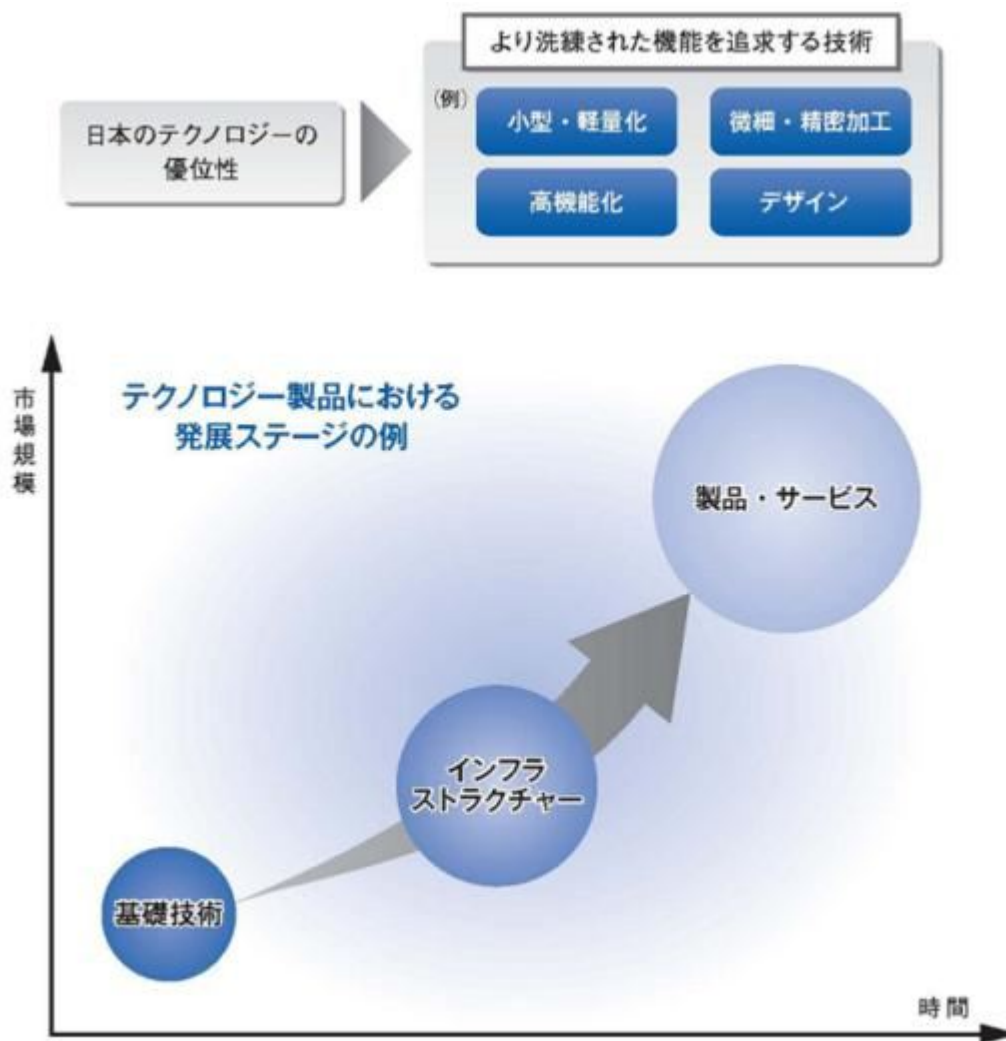 より洗練された機能を追求する技術
日本のテクノロジーの
優位性
(例)
小型・軽量化
微細・精密加工
高機能化
デザイン
市場規模
テクノロジー製品における
発展ステージの例
製品・サービス
インフラ
ストラクチャー
基礎技術
時間